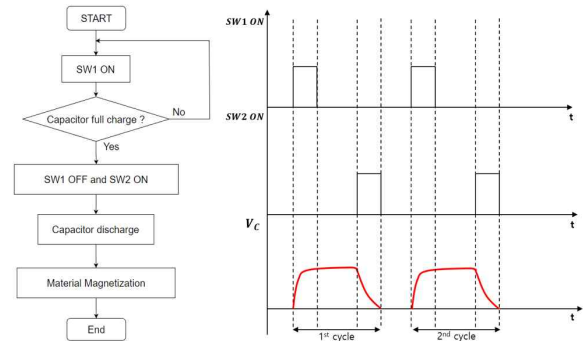 START
SW1 ON
Capacitor full charge ?
No
Yes
SW1 OFF and SW2 ON
Capacitor discharge
Material Magnetization
End
SW1 ON
t
SW2 ON
t
V_C
t
1st cycle
2nd cycle